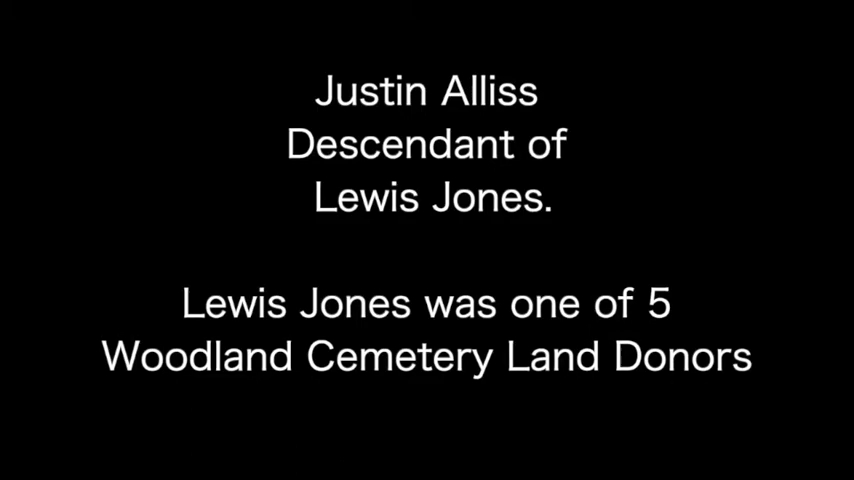 Justin Alliss
Descendant of
Lewis Jones.
Lewis Jones was one of 5
Woodland Cemetery Land Donors